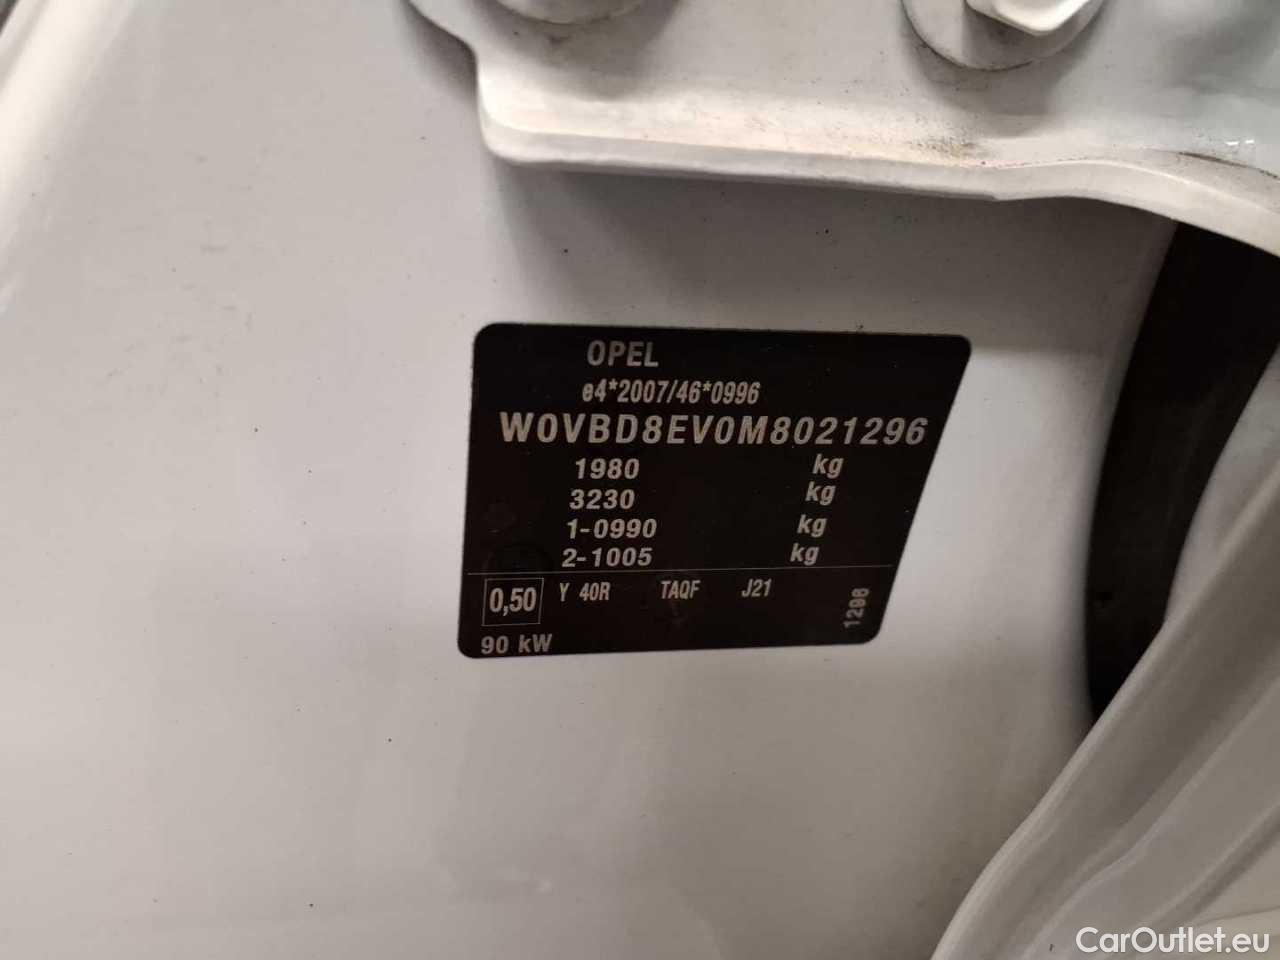 OPEL
e4*2007/46*0996
W0VBD8EV0M8021296
1980 kg
3230 kg
1-0990 kg
2-1005 kg
0,50 Y 40R TAQF J21
1296
90 kW
CarOutlet.eu